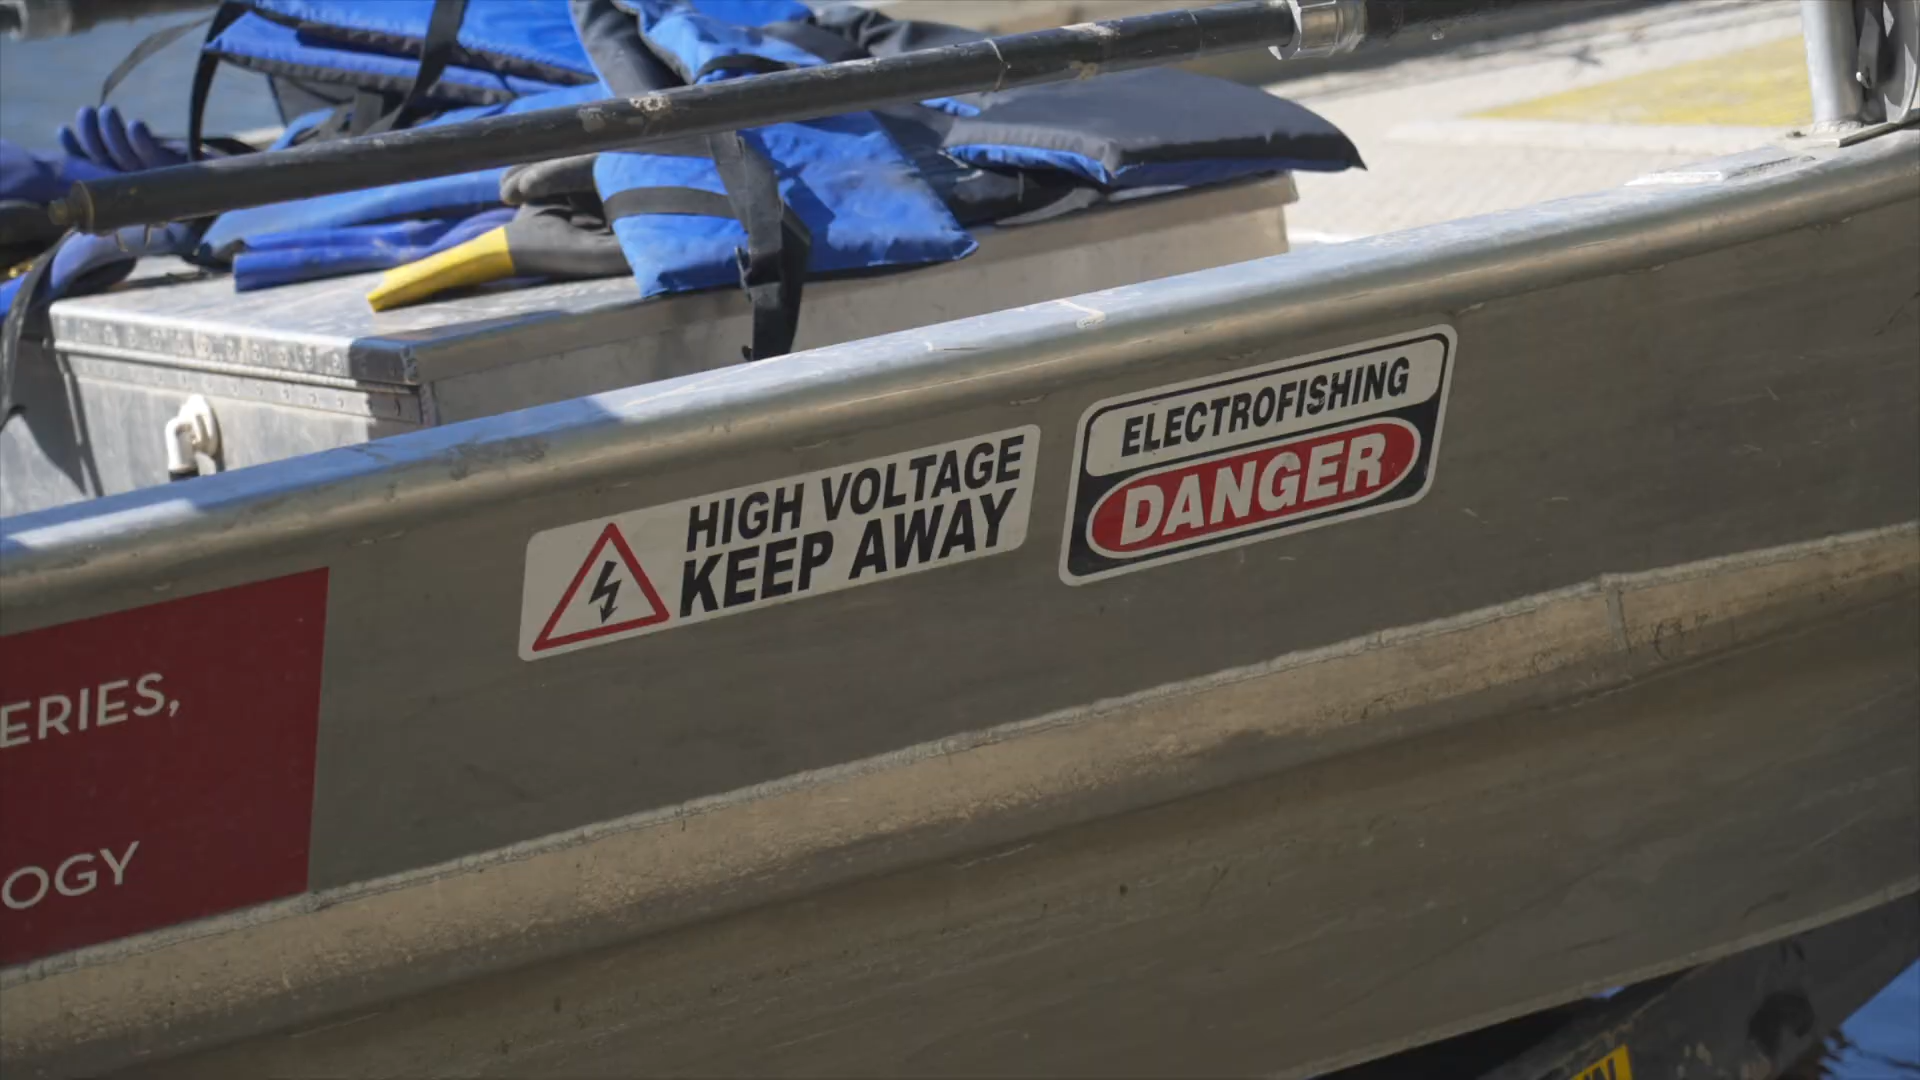 HIGH VOLTAGE
KEEP AWAY
ELECTROFISHING
DANGER
ERIES,
OGY